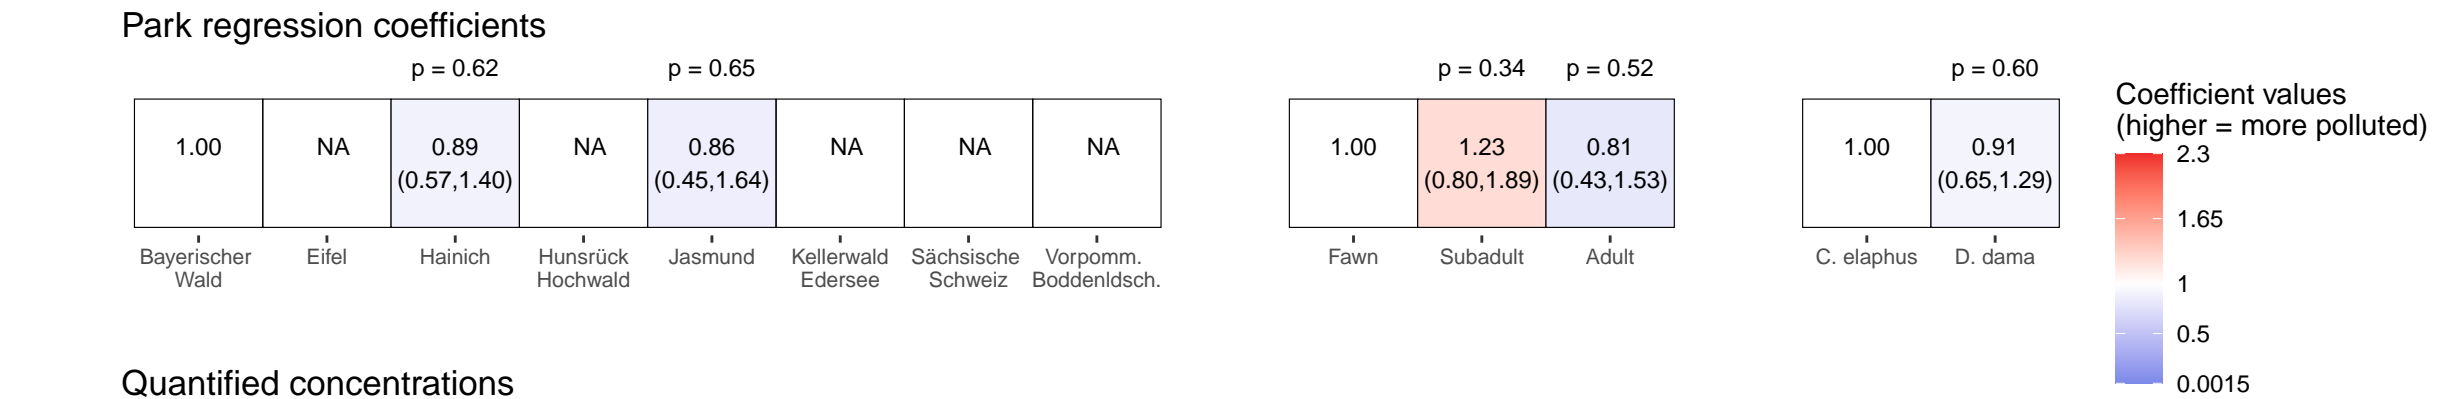 Park regression coefficients
p = 0.62 p = 0.65 p = 0.34 p = 0.52 p = 0.60
1.00 NA 0.89 NA 0.86 NA NA NA 1.00 1.23 0.81 1.00 0.91
(0.57,1.40) (0.45,1.64) (0.80,1.89) (0.43,1.53) (0.65,1.29)
Bayerischer Eifel Hainich Hunsrück Jasmund Kellerwald Sächsische Vorpomm. Fawn Subadult Adult C. elaphus D. dama
Wald Hochwald Edersee Schweiz Boddenldsch.
Coefficient values
(higher = more polluted)
2.3
1.65
1
0.5
0.0015
Quantified concentrations